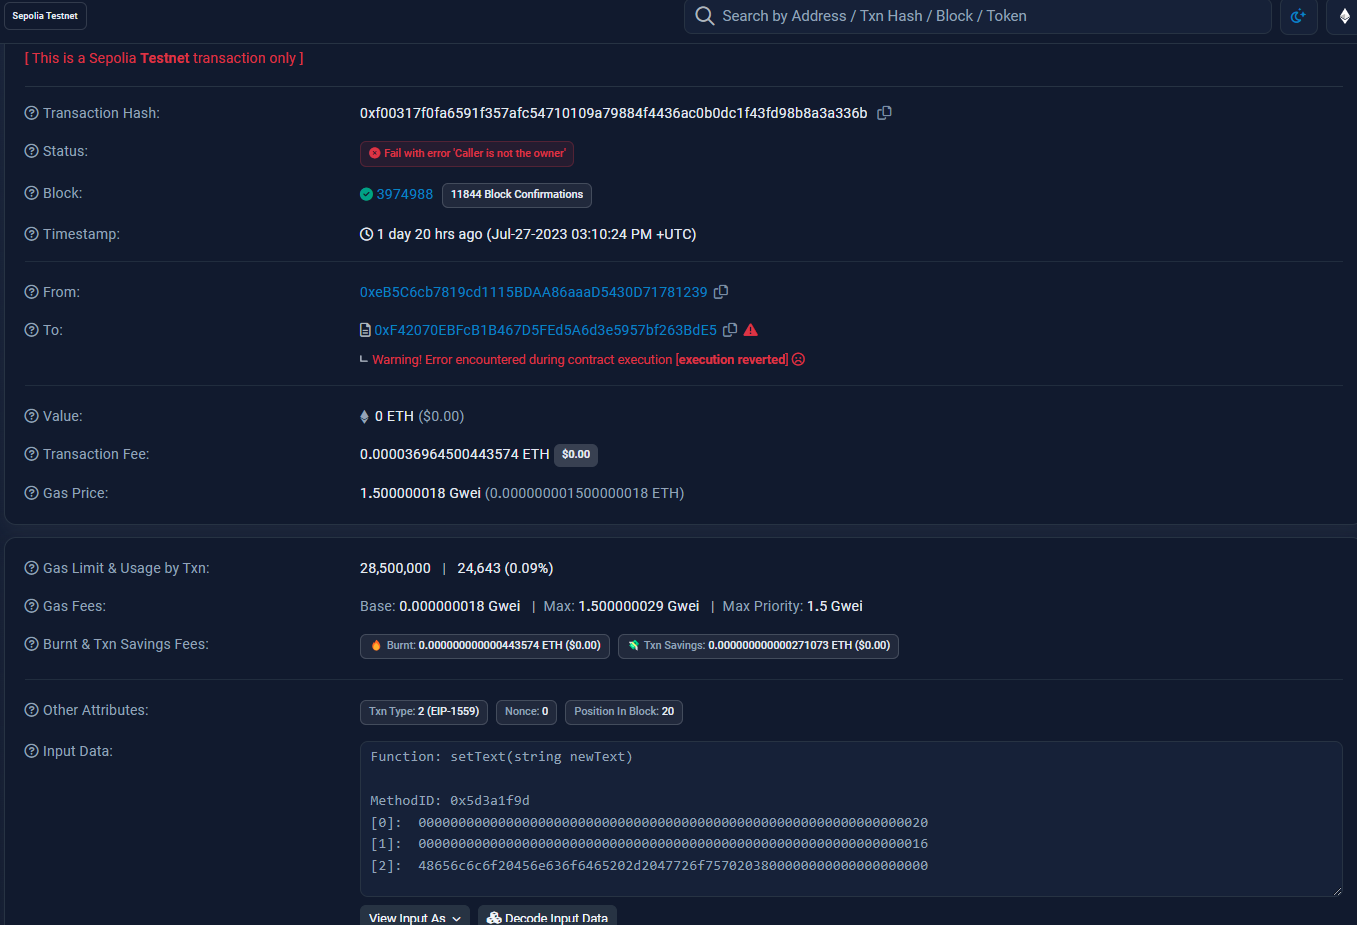 Sepolia Testnet
Search by Address / Txn Hash / Block / Token
[ This is a Sepolia Testnet transaction only ]
Transaction Hash: 0xf00317f0fa6591f357afc54710109a79884f4436ac0b0dc1f43fd98b8a3a336b
Status: Fail with error 'Caller is not the owner'
Block: 3974988 11844 Block Confirmations
Timestamp: 1 day 20 hrs ago (Jul-27-2023 03:10:24 PM +UTC)
From: 0xeB5C6cb7819cd1115BDAA86aaaD5430D71781239
To: 0xF42070EBFcB1B467D5FEd5A6d3e5957bf263BdE5
Warning! Error encountered during contract execution [execution reverted]
Value: 0 ETH ($0.00)
Transaction Fee: 0.000036964500443574 ETH $0.00
Gas Price: 1.500000018 Gwei (0.000000001500000018 ETH)
Gas Limit & Usage by Txn: 28,500,000 | 24,643 (0.09%)
Gas Fees: Base: 0.000000018 Gwei | Max: 1.500000029 Gwei | Max Priority: 1.5 Gwei
Burnt & Txn Savings Fees: Burnt: 0.000000000000443574 ETH ($0.00) Txn Savings: 0.000000000000271073 ETH ($0.00)
Other Attributes: Txn Type: 2 (EIP-1559) Nonce: 0 Position In Block: 20
Input Data: Function: setText(string newText)
MethodID: 0x5d3a1f9d
[0]: 0000000000000000000000000000000000000000000000000000000000000020
[1]: 0000000000000000000000000000000000000000000000000000000000000016
[2]: 48656c6c6f20456e636f6465202d2047726f7570203800000000000000000000
View Input As Decode Input Data